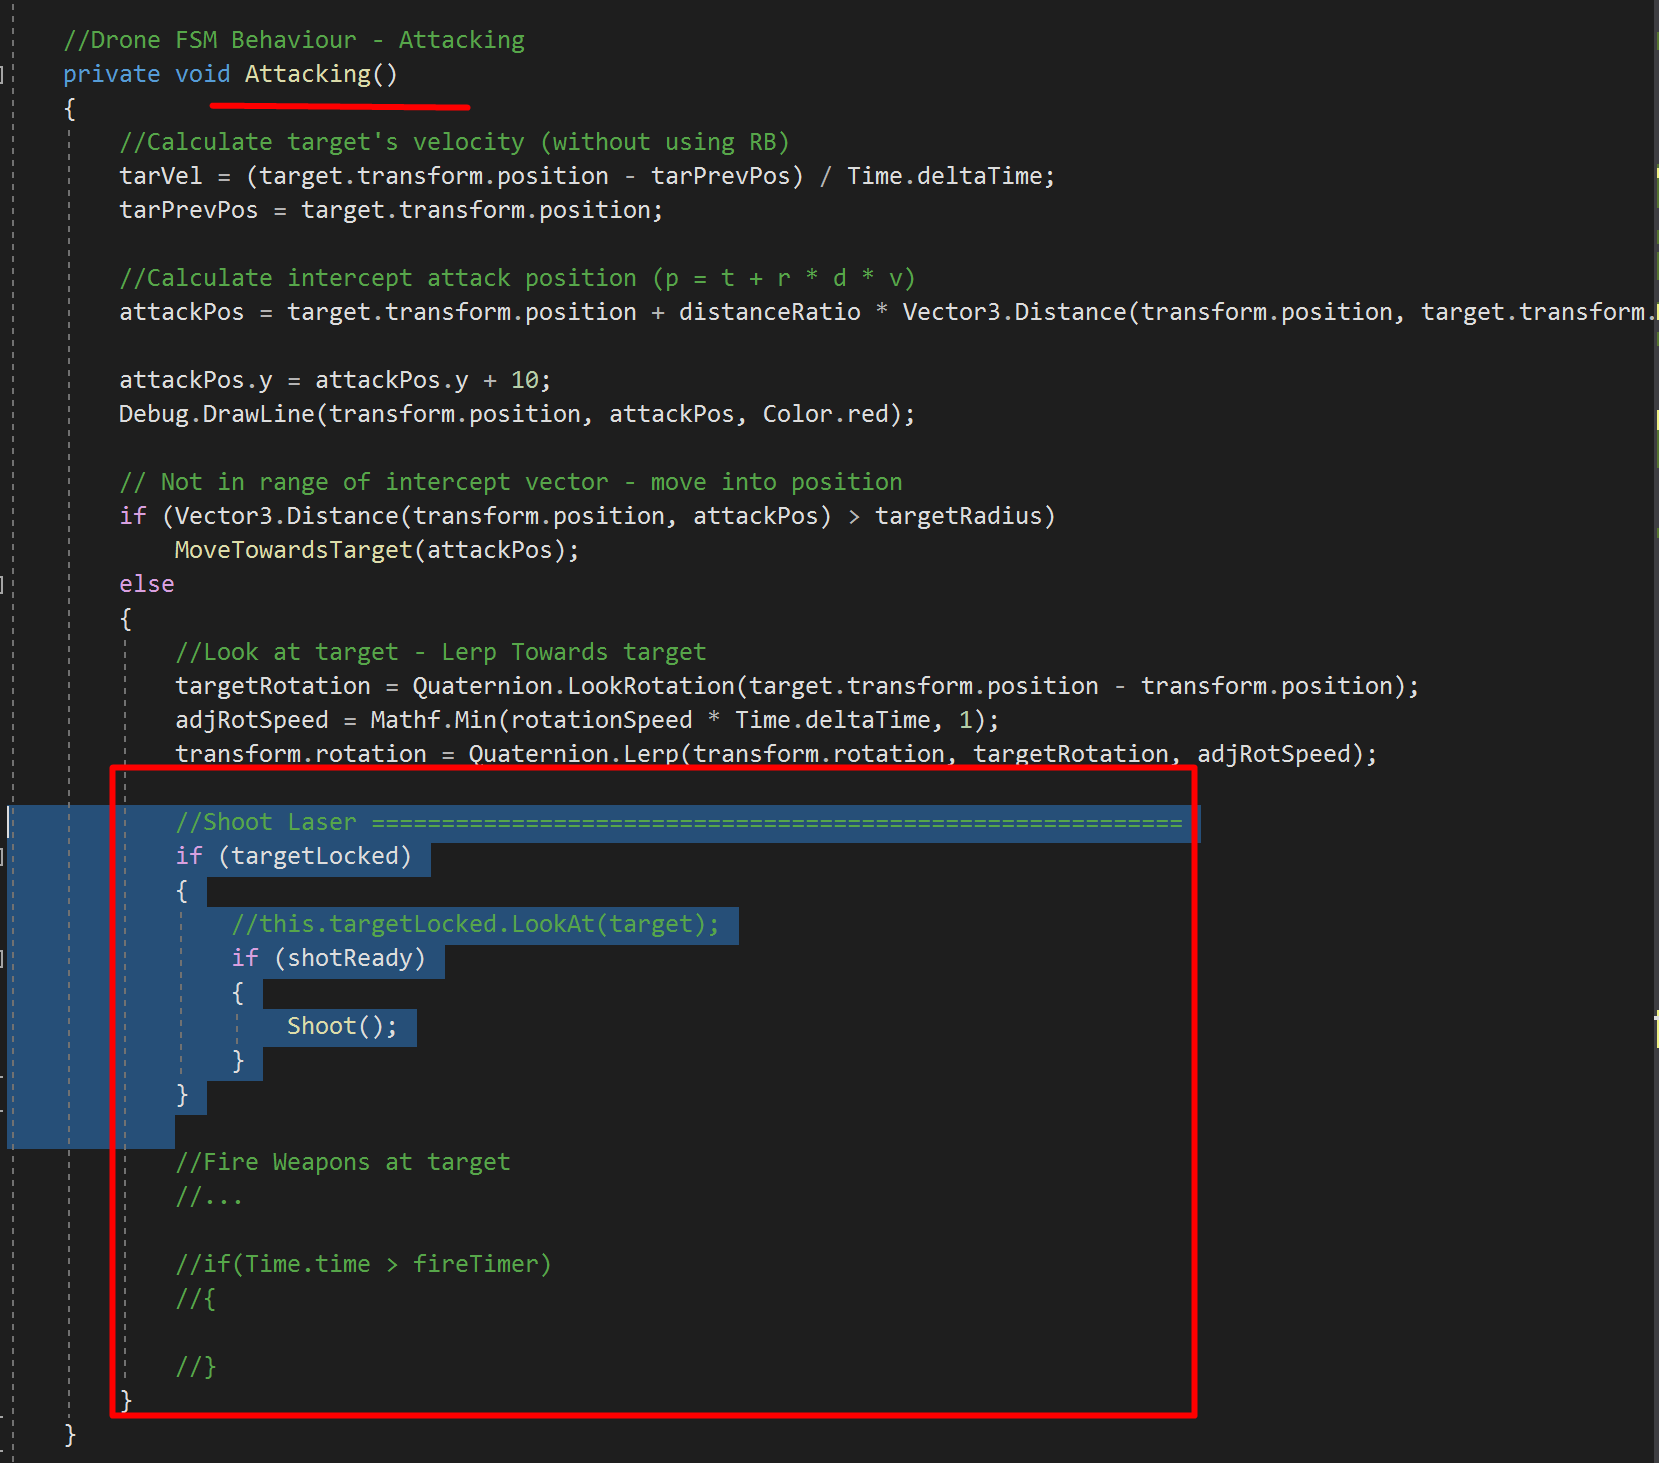 //Drone FSM Behaviour - Attacking
private void Attacking()
{
//Calculate target's velocity (without using RB)
tarVel = (target.transform.position - tarPrevPos) / Time.deltaTime;
tarPrevPos = target.transform.position;
//Calculate intercept attack position (p = t + r * d * v)
attackPos = target.transform.position + distanceRatio * Vector3.Distance(transform.position, target.transform.
attackPos.y = attackPos.y + 10;
Debug.DrawLine(transform.position, attackPos, Color.red);
// Not in range of intercept vector - move into position
if (Vector3.Distance(transform.position, attackPos) > targetRadius)
MoveTowardsTarget(attackPos);
else
{
//Look at target - Lerp Towards target
targetRotation = Quaternion.LookRotation(target.transform.position - transform.position);
adjRotSpeed = Mathf.Min(rotationSpeed * Time.deltaTime, 1);
transform.rotation = Quaternion.Lerp(transform.rotation, targetRotation, adjRotSpeed);
//Shoot Laser ==========================================================
if (targetLocked)
{
//this.targetLocked.LookAt(target);
if (shotReady)
{
Shoot();
}
}
//Fire Weapons at target
//...
//if(Time.time > fireTimer)
//{
//}
}
}